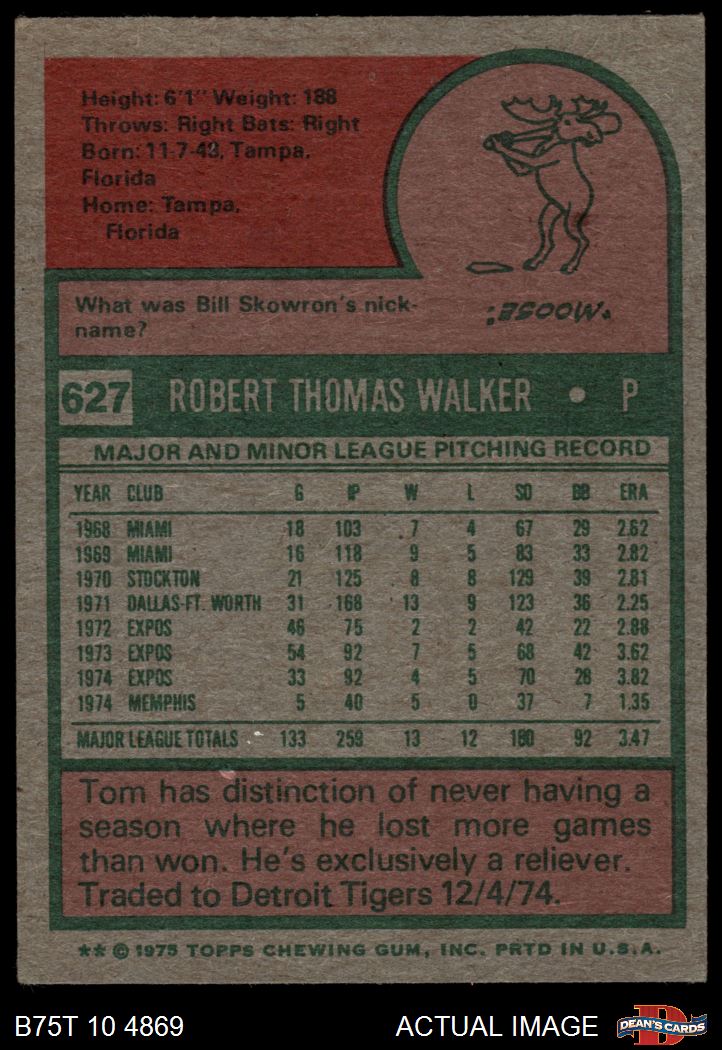 Height: 6'1" Weight: 188
Throws: Right Bats: Right
Born: 11-7-48, Tampa,
Florida
Home: Tampa,
Florida
What was Bill Skowron's nick-
name?
"Moose."
627 ROBERT THOMAS WALKER • P
MAJOR AND MINOR LEAGUE PITCHING RECORD
YEAR CLUB G IP W L SO BB ERA
1968 MIAMI 18 103 7 4 67 29 2.62
1969 MIAMI 16 118 9 5 83 33 2.82
1970 STOCKTON 21 125 8 8 129 39 2.81
1971 DALLAS-FT. WORTH 31 168 13 9 123 36 2.25
1972 EXPOS 46 75 2 2 42 22 2.88
1973 EXPOS 54 92 7 5 68 42 3.62
1974 EXPOS 33 92 4 5 70 28 3.82
1974 MEMPHIS 5 40 5 0 37 7 1.35
MAJOR LEAGUE TOTALS 133 259 13 12 180 92 3.47
Tom has distinction of never having a
season where he lost more games
than won. He's exclusively a reliever.
Traded to Detroit Tigers 12/4/74.
** © 1975 TOPPS CHEWING GUM, INC. PRTD IN U.S.A.
B75T 10 4869 ACTUAL IMAGE D DEAN'S CARDS